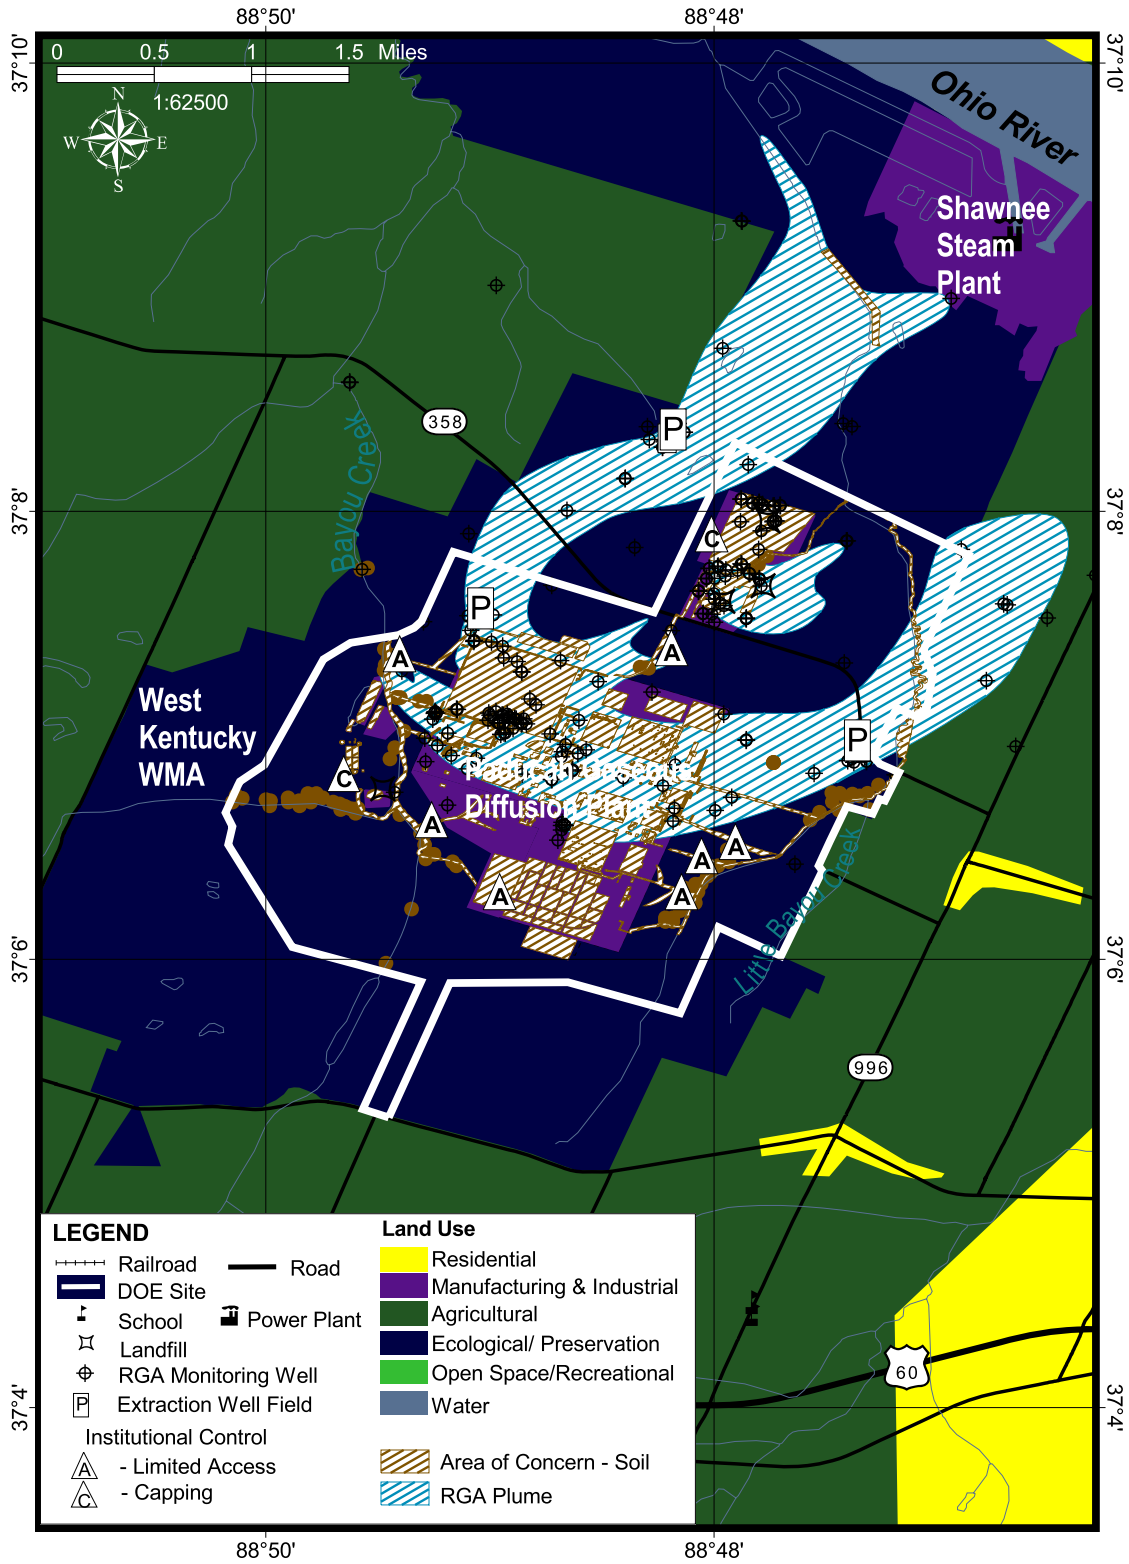 88°50'
88°48'
37°10'
37°10'
0
0.5
1
1.5
Miles
1:62500
N
W
E
S
Ohio River
Shawnee
Steam
Plant
358
Bayou Creek
P
37°8'
37°8'
C
P
A
A
West
Kentucky
WMA
P
C
Paducah Gaseous
Diffusion Plant
A
A
A
A
A
Little Bayou Creek
37°6'
37°6'
996
60
37°4'
37°4'
LEGEND
Railroad
Road
DOE Site
School
Power Plant
Landfill
RGA Monitoring Well
P
Extraction Well Field
Institutional Control
A
- Limited Access
C
- Capping
Land Use
Residential
Manufacturing & Industrial
Agricultural
Ecological/ Preservation
Open Space/Recreational
Water
Area of Concern - Soil
RGA Plume
88°50'
88°48'